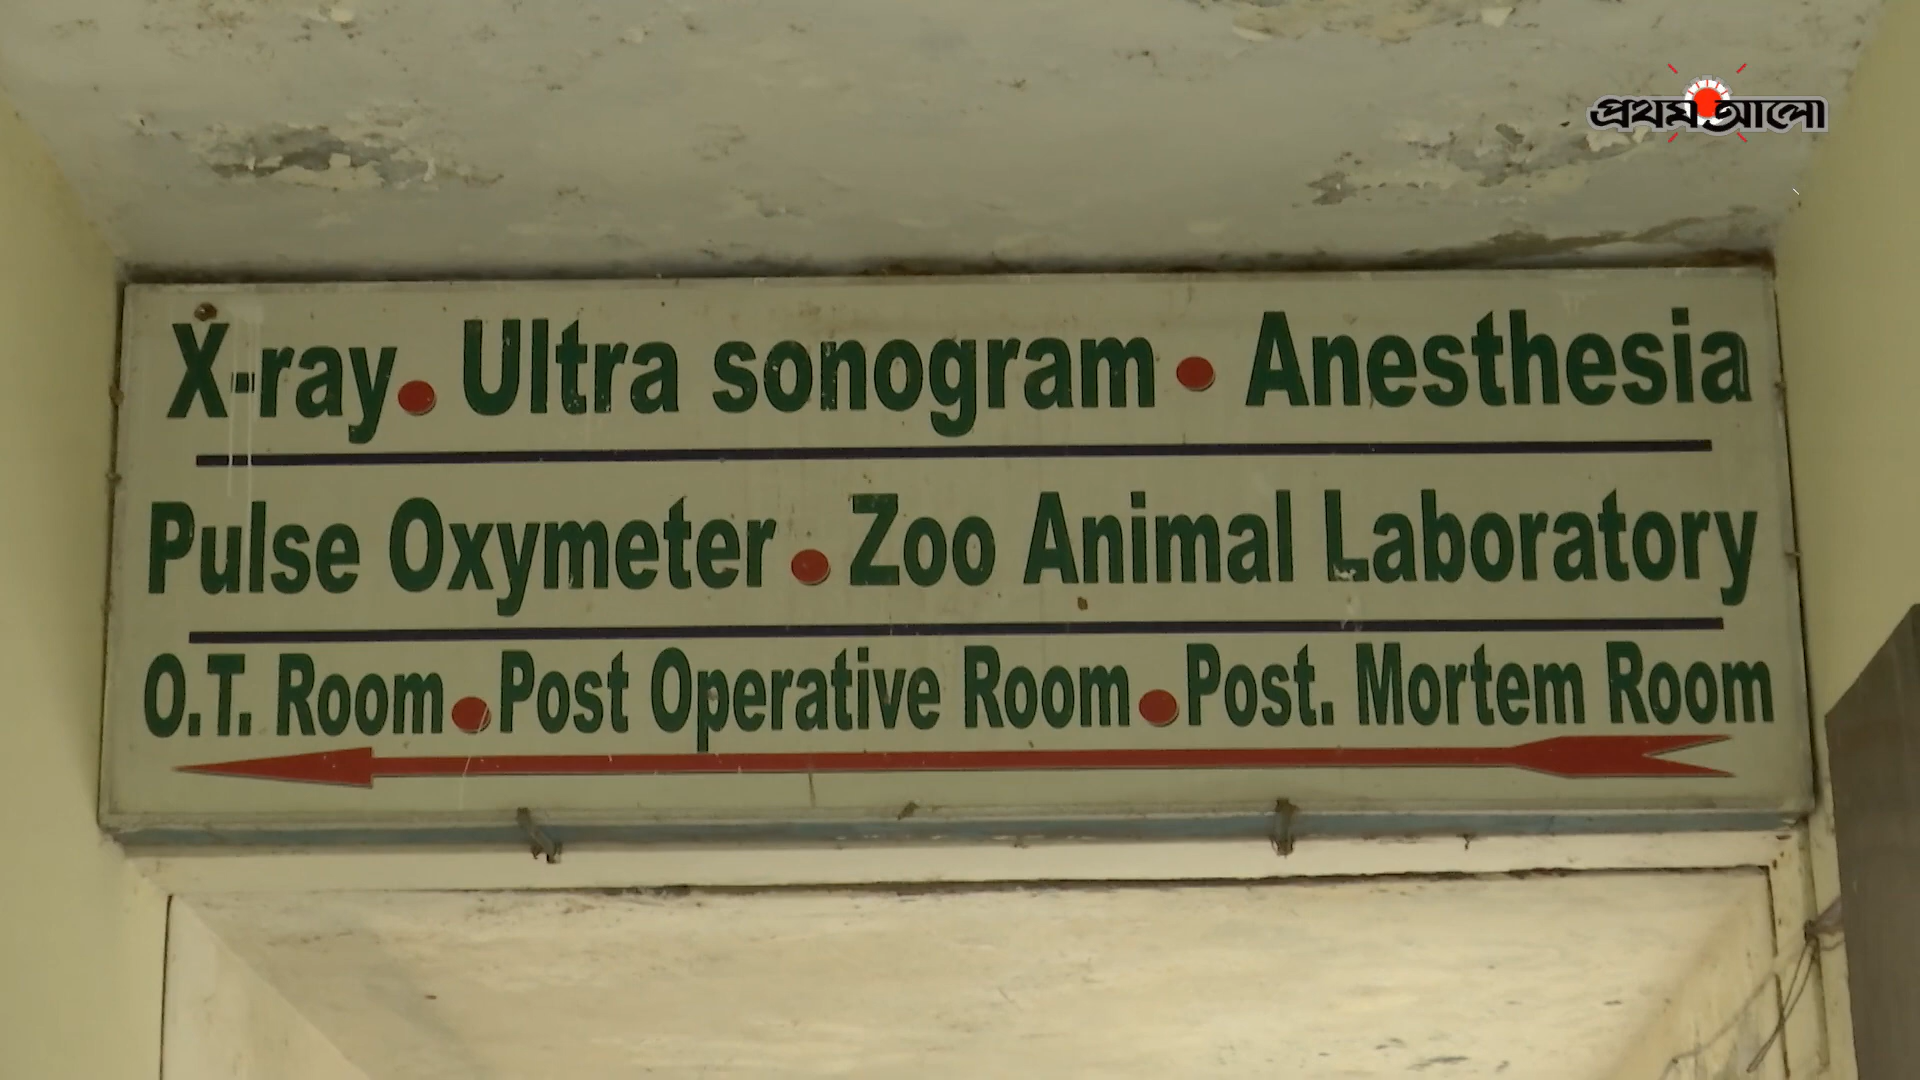 প্রথম আলো
X-ray • Ultra sonogram • Anesthesia
Pulse Oxymeter • Zoo Animal Laboratory
O.T. Room • Post Operative Room • Post. Mortem Room